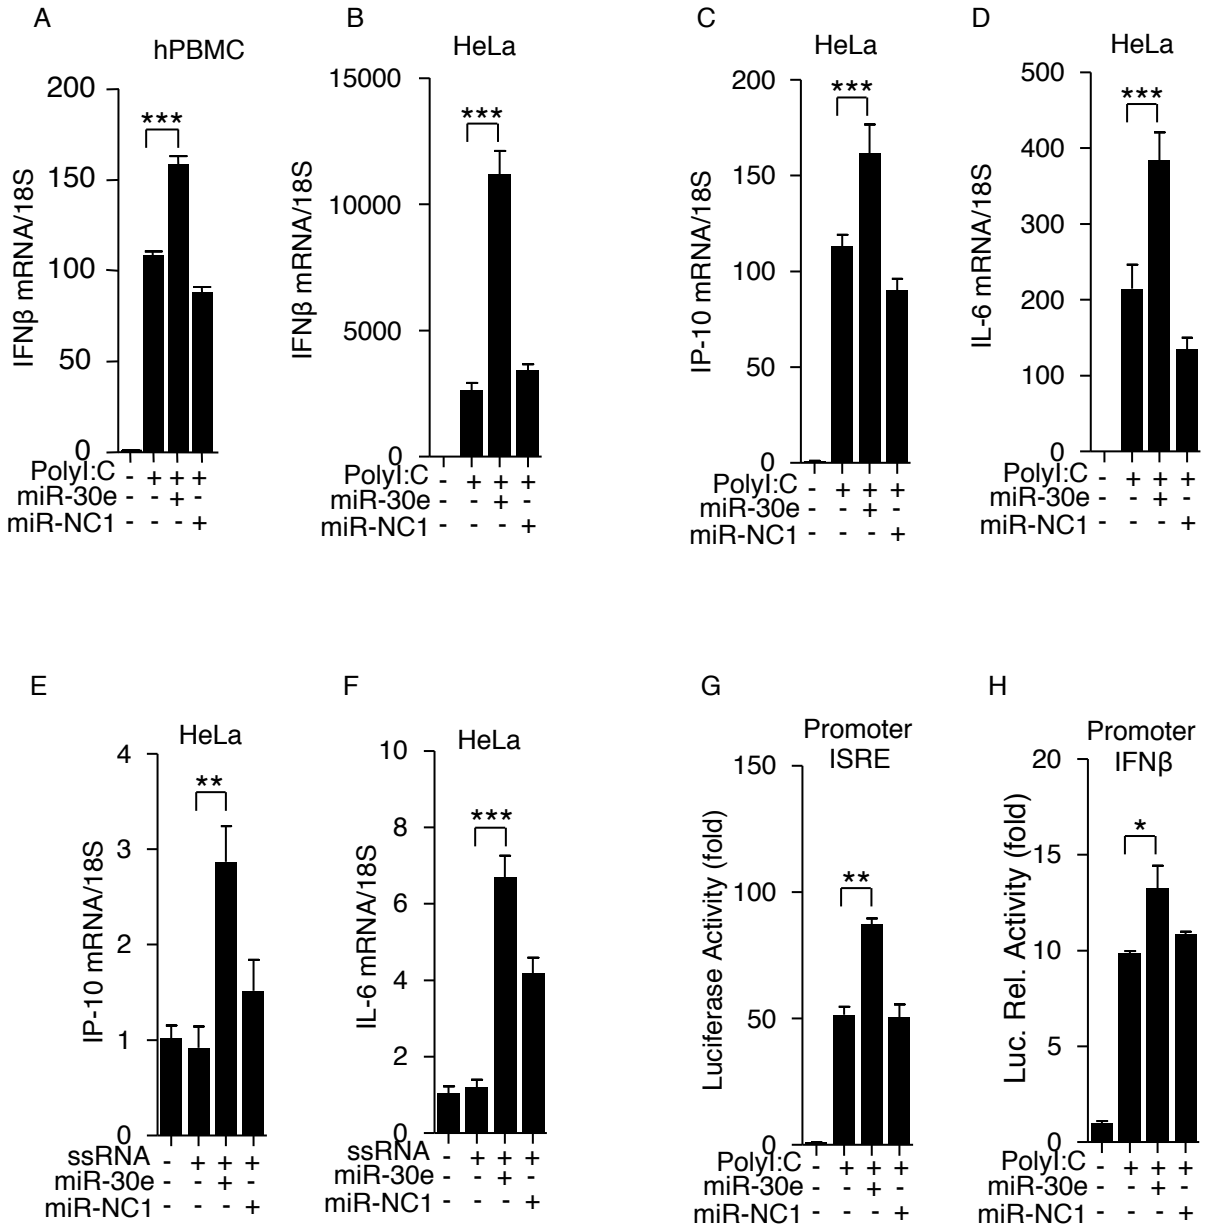 A
hPBMC
***
IFNβ mRNA/18S
200
150
100
50
0
PolyI:C - + + +
miR-30e - - + -
miR-NC1 - - - +
B
HeLa
***
IFNβ mRNA/18S
15000
10000
5000
0
PolyI:C - + + +
miR-30e - - + -
miR-NC1 - - - +
C
HeLa
***
IP-10 mRNA/18S
200
150
100
50
0
PolyI:C - + + +
miR-30e - - + -
miR-NC1 - - - +
D
HeLa
***
IL-6 mRNA/18S
500
400
300
200
100
0
PolyI:C - + + +
miR-30e - - + -
miR-NC1 - - - +
E
HeLa
**
IP-10 mRNA/18S
4
3
2
1
0
ssRNA - + + +
miR-30e - - + -
miR-NC1 - - - +
F
HeLa
***
IL-6 mRNA/18S
10
8
6
4
2
0
ssRNA - + + +
miR-30e - - + -
miR-NC1 - - - +
G
Promoter
ISRE
**
Luciferase Activity (fold)
150
100
50
0
PolyI:C - + + +
miR-30e - - + -
miR-NC1 - - - +
H
Promoter
IFNβ
*
Luc. Rel. Activity (fold)
20
15
10
5
0
PolyI:C - + + +
miR-30e - - + -
miR-NC1 - - - +